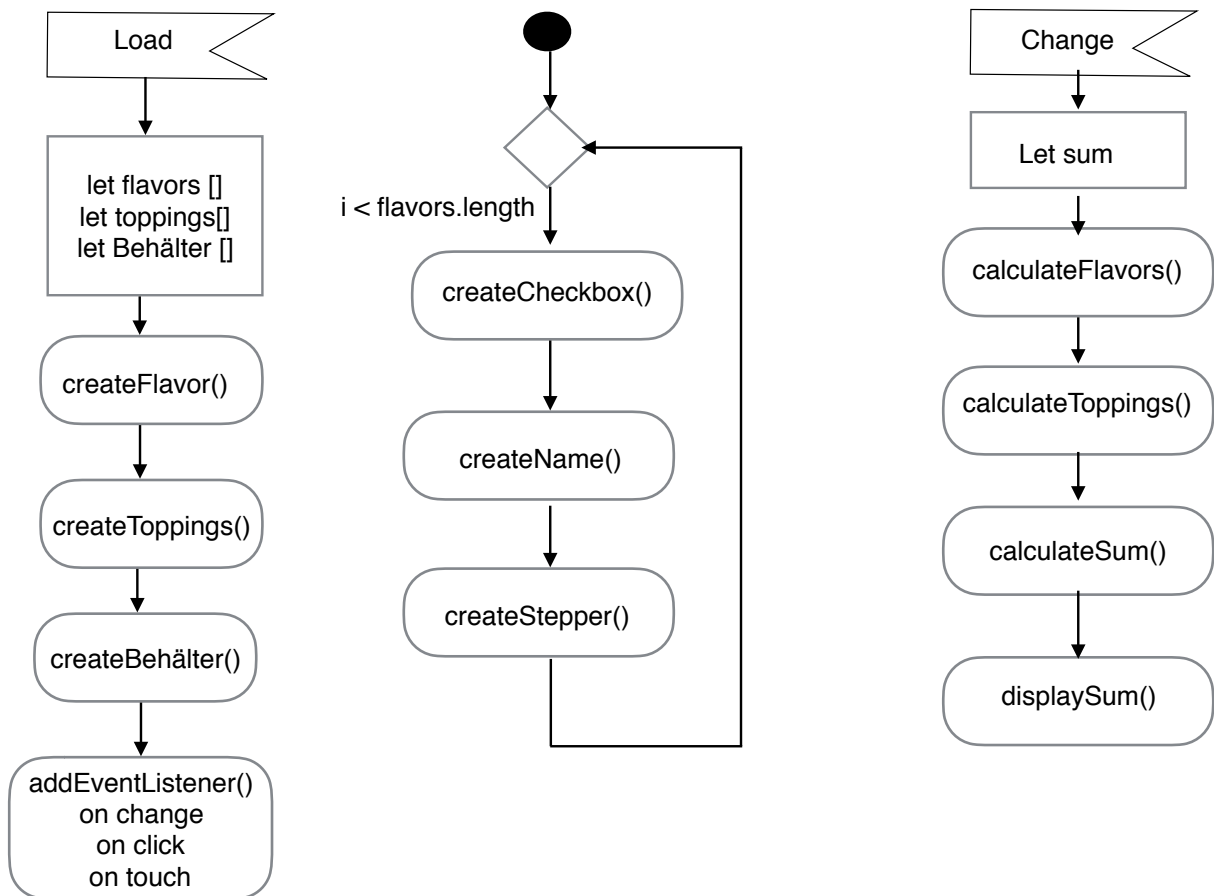 Load
let flavors []
let toppings[]
let Behälter []
createFlavor()
createToppings()
createBehälter()
addEventListener()
on change
on click
on touch
i < flavors.length
createCheckbox()
createName()
createStepper()
Change
Let sum
calculateFlavors()
calculateToppings()
calculateSum()
displaySum()